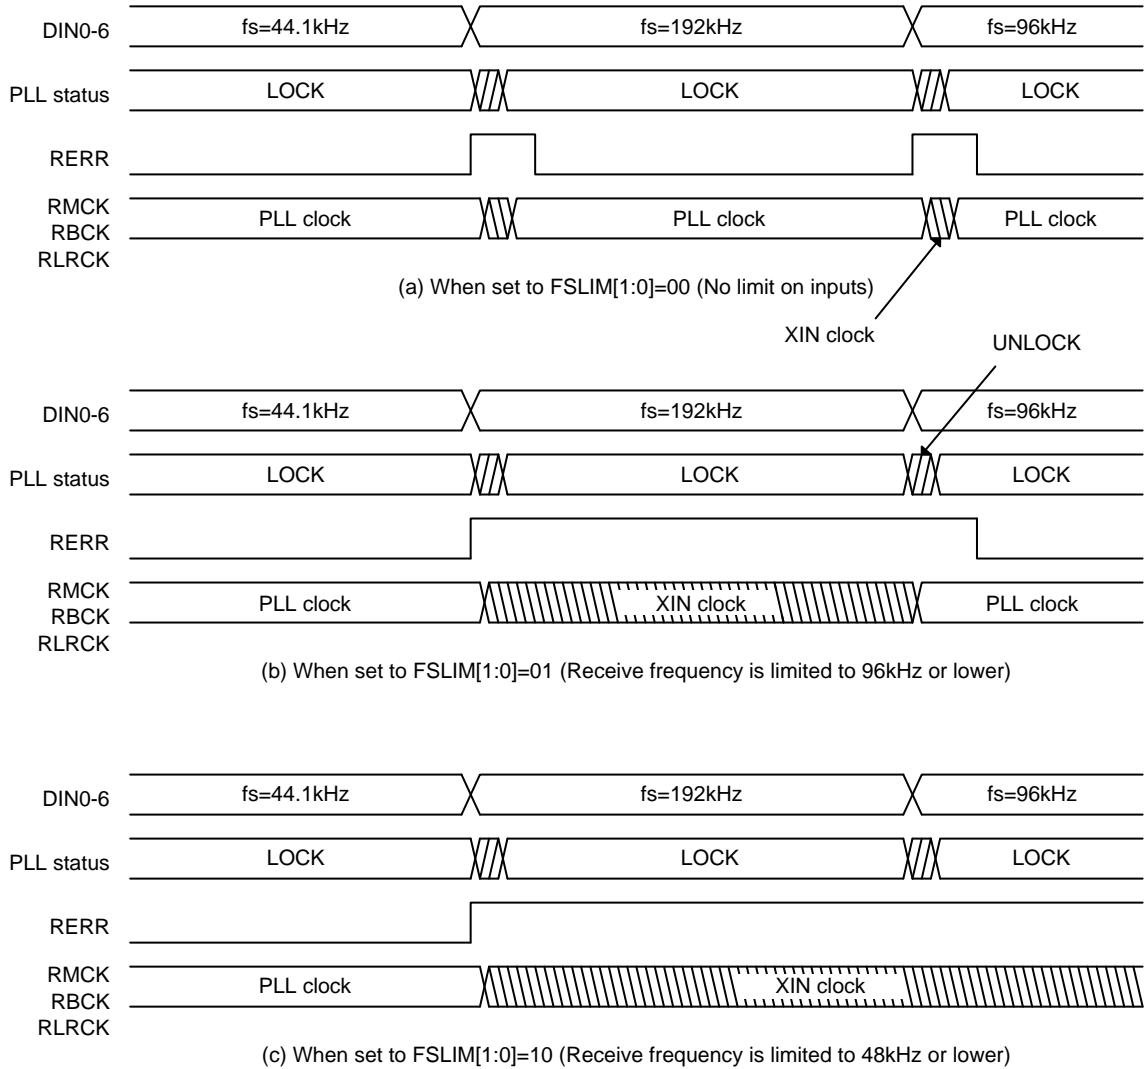 DIN0-6 fs=44.1kHz fs=192kHz fs=96kHz
PLL status LOCK LOCK LOCK
RERR
RMCK
RBCK
RLRCK
PLL clock PLL clock PLL clock
(a) When set to FSLIM[1:0]=00 (No limit on inputs)
XIN clock
UNLOCK
DIN0-6 fs=44.1kHz fs=192kHz fs=96kHz
PLL status LOCK LOCK LOCK
RERR
RMCK
RBCK
RLRCK
PLL clock XIN clock PLL clock
(b) When set to FSLIM[1:0]=01 (Receive frequency is limited to 96kHz or lower)
DIN0-6 fs=44.1kHz fs=192kHz fs=96kHz
PLL status LOCK LOCK LOCK
RERR
RMCK
RBCK
RLRCK
PLL clock XIN clock
(c) When set to FSLIM[1:0]=10 (Receive frequency is limited to 48kHz or lower)